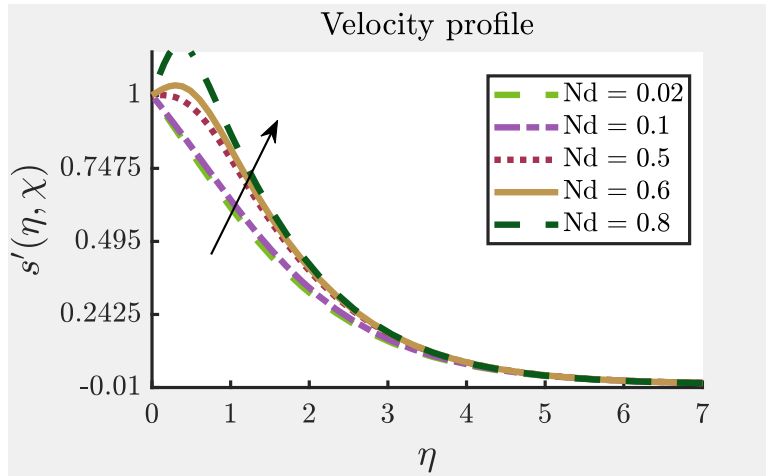 Velocity profile
s′(η, χ)
1
0.7475
0.495
0.2425
-0.01
Nd = 0.02
Nd = 0.1
Nd = 0.5
Nd = 0.6
Nd = 0.8
0 1 2 3 4 5 6 7
η